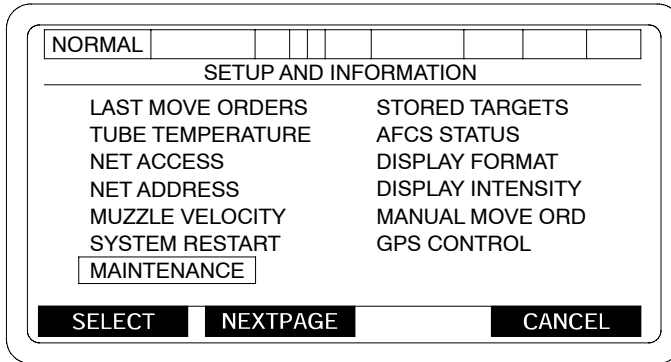 NORMAL
SETUP AND INFORMATION
LAST MOVE ORDERS
TUBE TEMPERATURE
NET ACCESS
NET ADDRESS
MUZZLE VELOCITY
SYSTEM RESTART
MAINTENANCE
STORED TARGETS
AFCS STATUS
DISPLAY FORMAT
DISPLAY INTENSITY
MANUAL MOVE ORD
GPS CONTROL
SELECT NEXTPAGE CANCEL